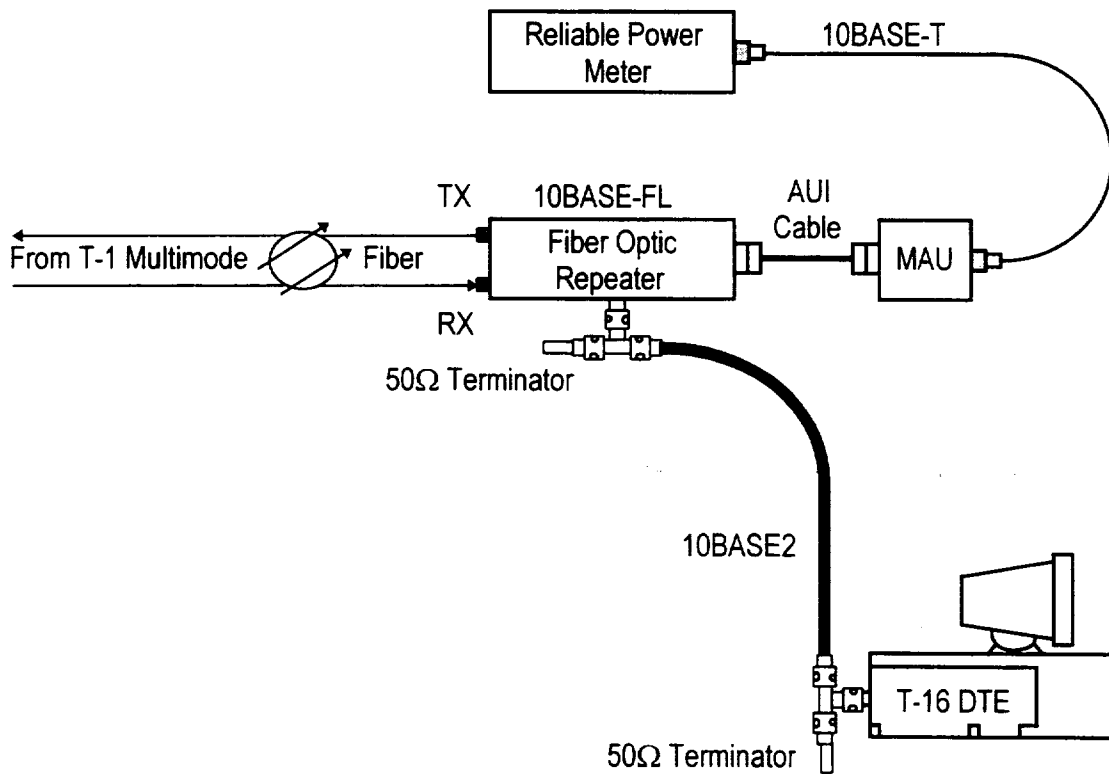 Reliable Power
Meter
10BASE-T
TX
10BASE-FL
AUI
Cable
From T-1 Multimode
Fiber
Fiber Optic
Repeater
MAU
RX
50Ω Terminator
10BASE2
T-16 DTE
50Ω Terminator